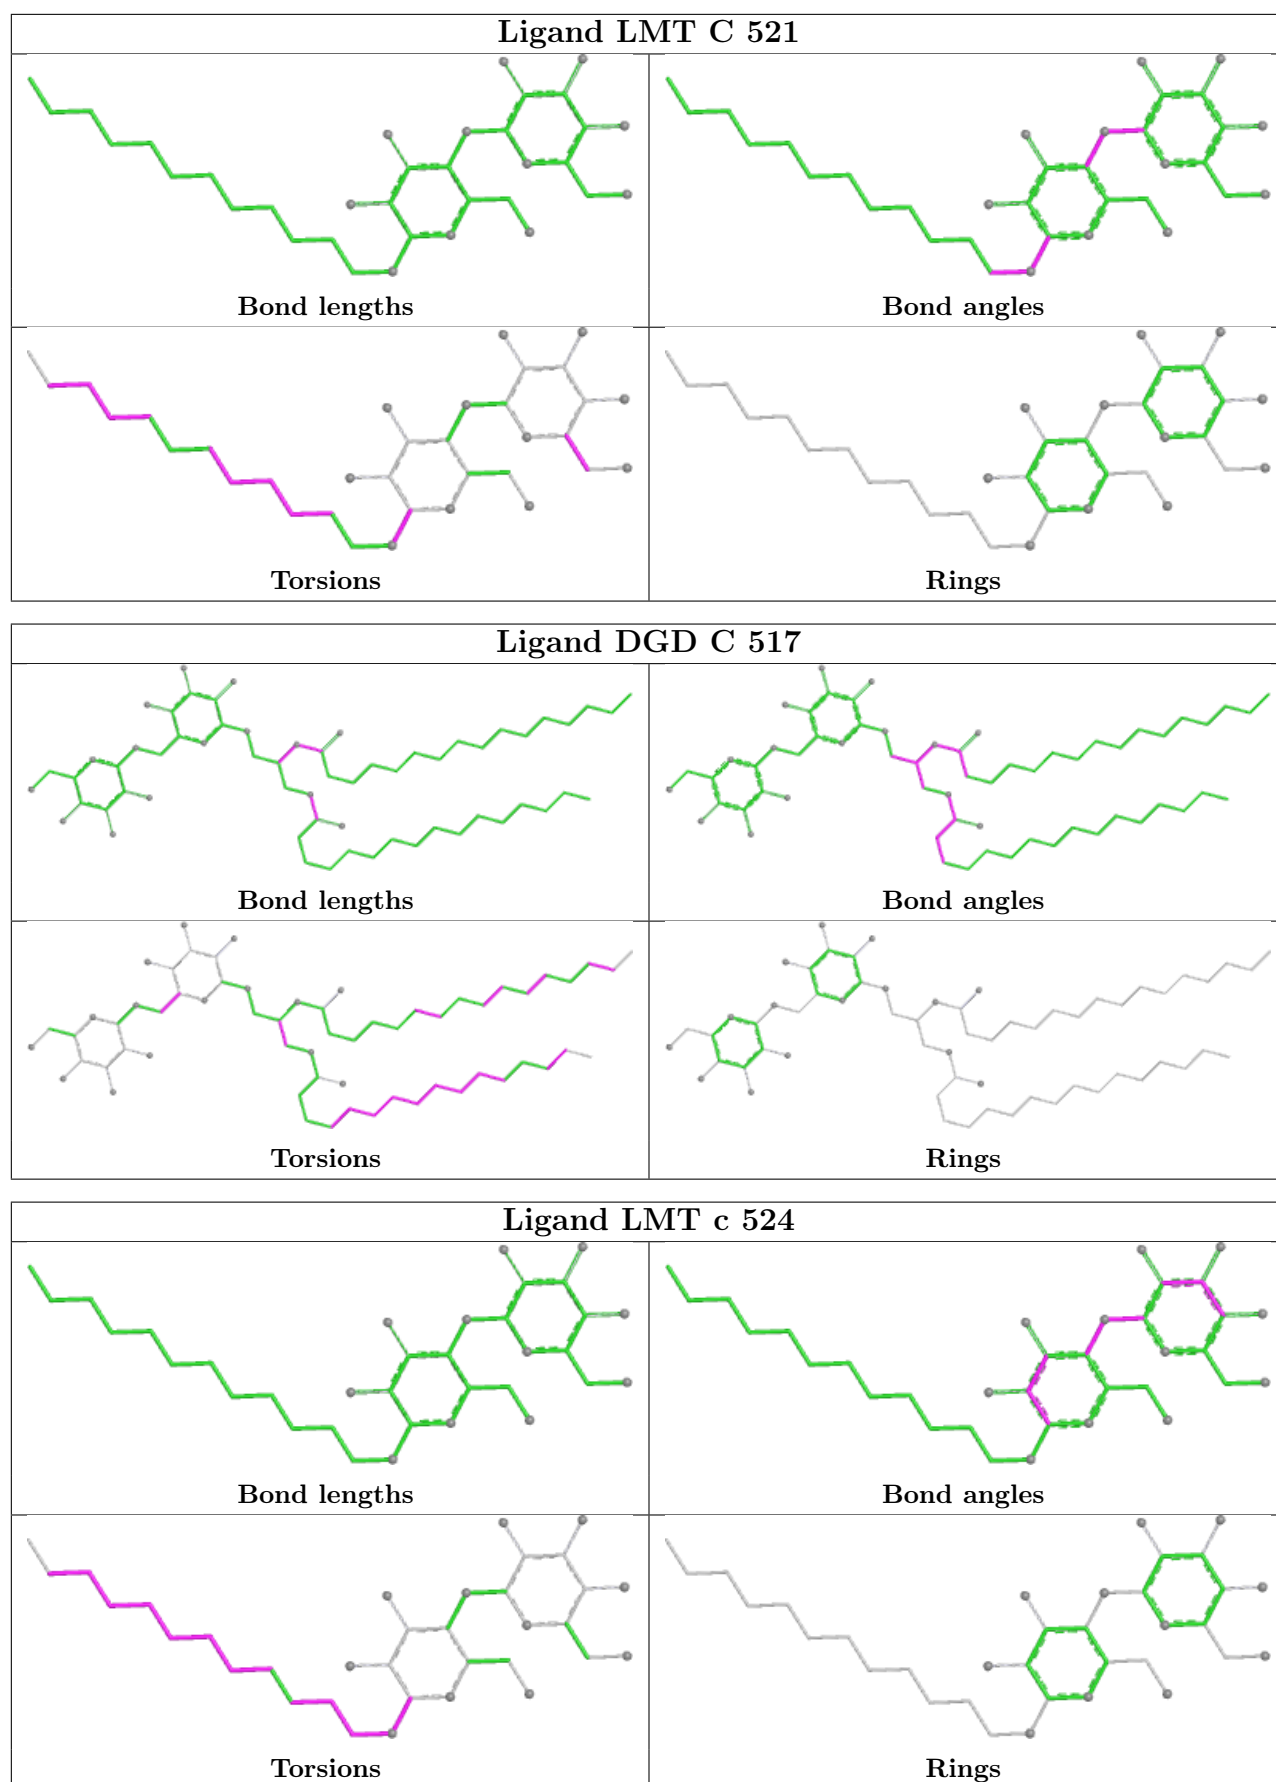 Ligand LMT C 521
Bond lengths
Bond angles
Torsions
Rings
Ligand DGD C 517
Bond lengths
Bond angles
Torsions
Rings
Ligand LMT c 524
Bond lengths
Bond angles
Torsions
Rings